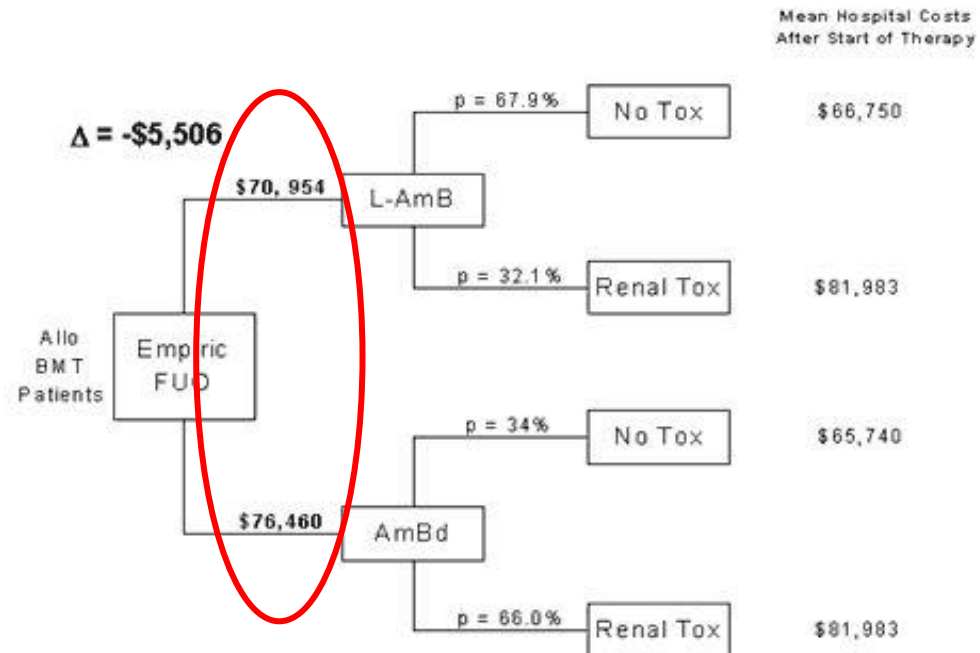 Mean Hospital Costs
After Start of Therapy
p = 67.9%
No Tox
$66,750
Δ = -$5,506
$70, 954
L-AmB
p = 32.1%
Renal Tox
$81,983
Allo
BMT
Patients
Empiric
FUO
p = 34%
No Tox
$65,740
$76,460
AmBd
p = 66.0%
Renal Tox
$81,983